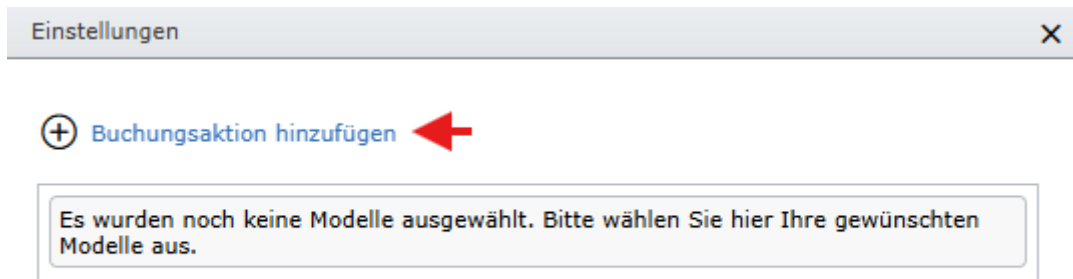 Einstellungen
Buchungsaktion hinzufügen
Es wurden noch keine Modelle ausgewählt. Bitte wählen Sie hier Ihre gewünschten
Modelle aus.